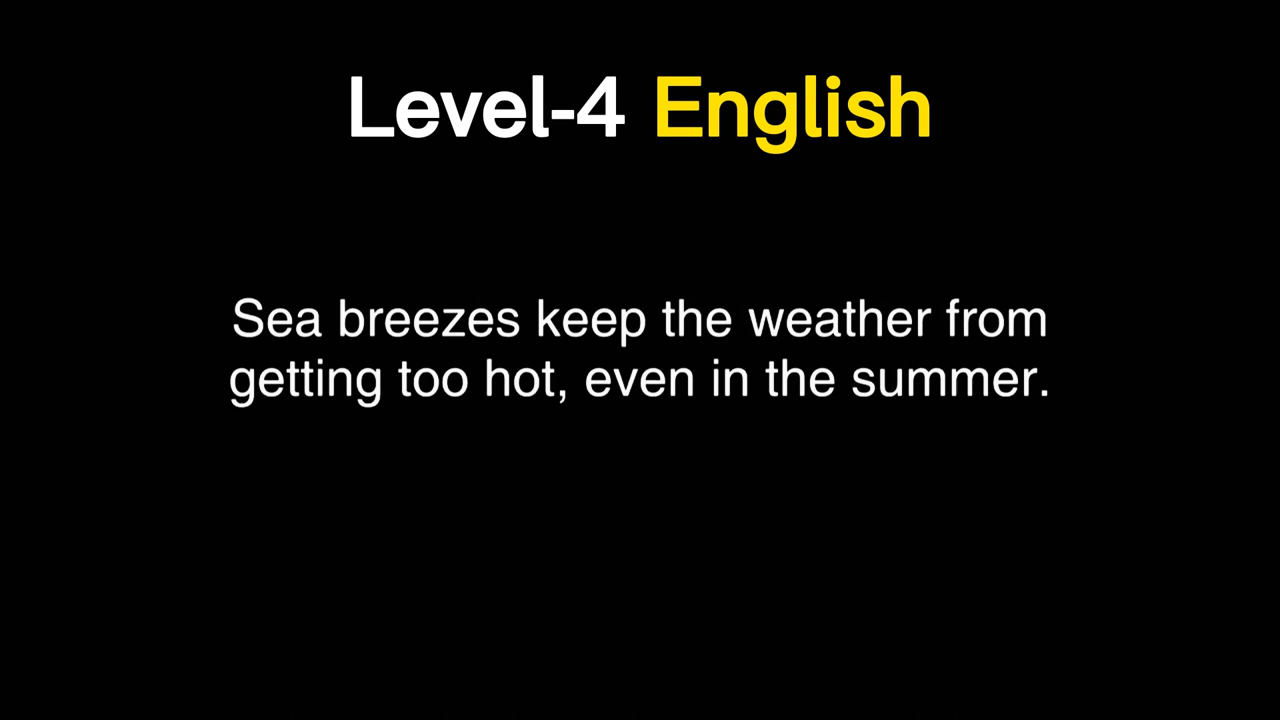 Level-4 English
Sea breezes keep the weather from
getting too hot, even in the summer.